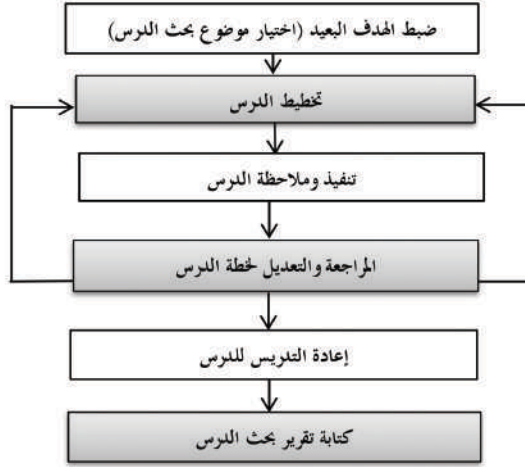 ضبط الهدف البعيد (اختيار موضوع بحث الدرس)
تخطيط الدرس
تنفيذ وملاحظة الدرس
المراجعة والتعديل لخطة الدرس
إعادة التدريس للدرس
كتابة تقرير بحث الدرس